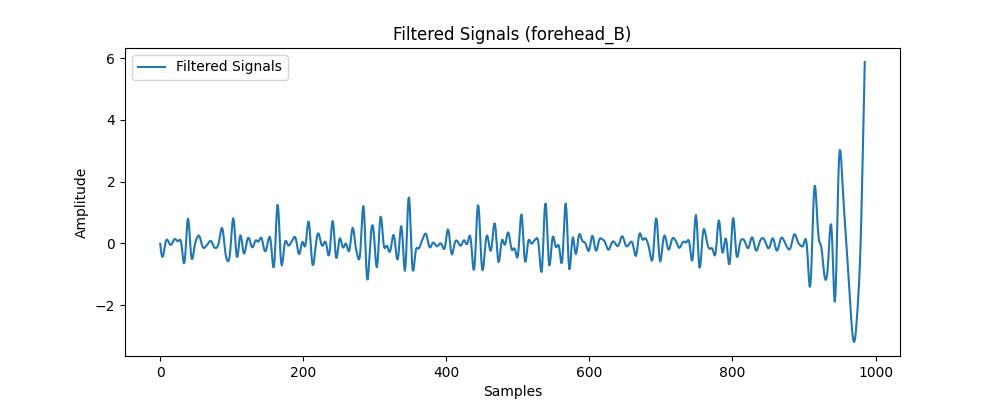 Filtered Signals (forehead_B)
Filtered Signals
6
4
2
0
−2
Amplitude
0 200 400 600 800 1000
Samples